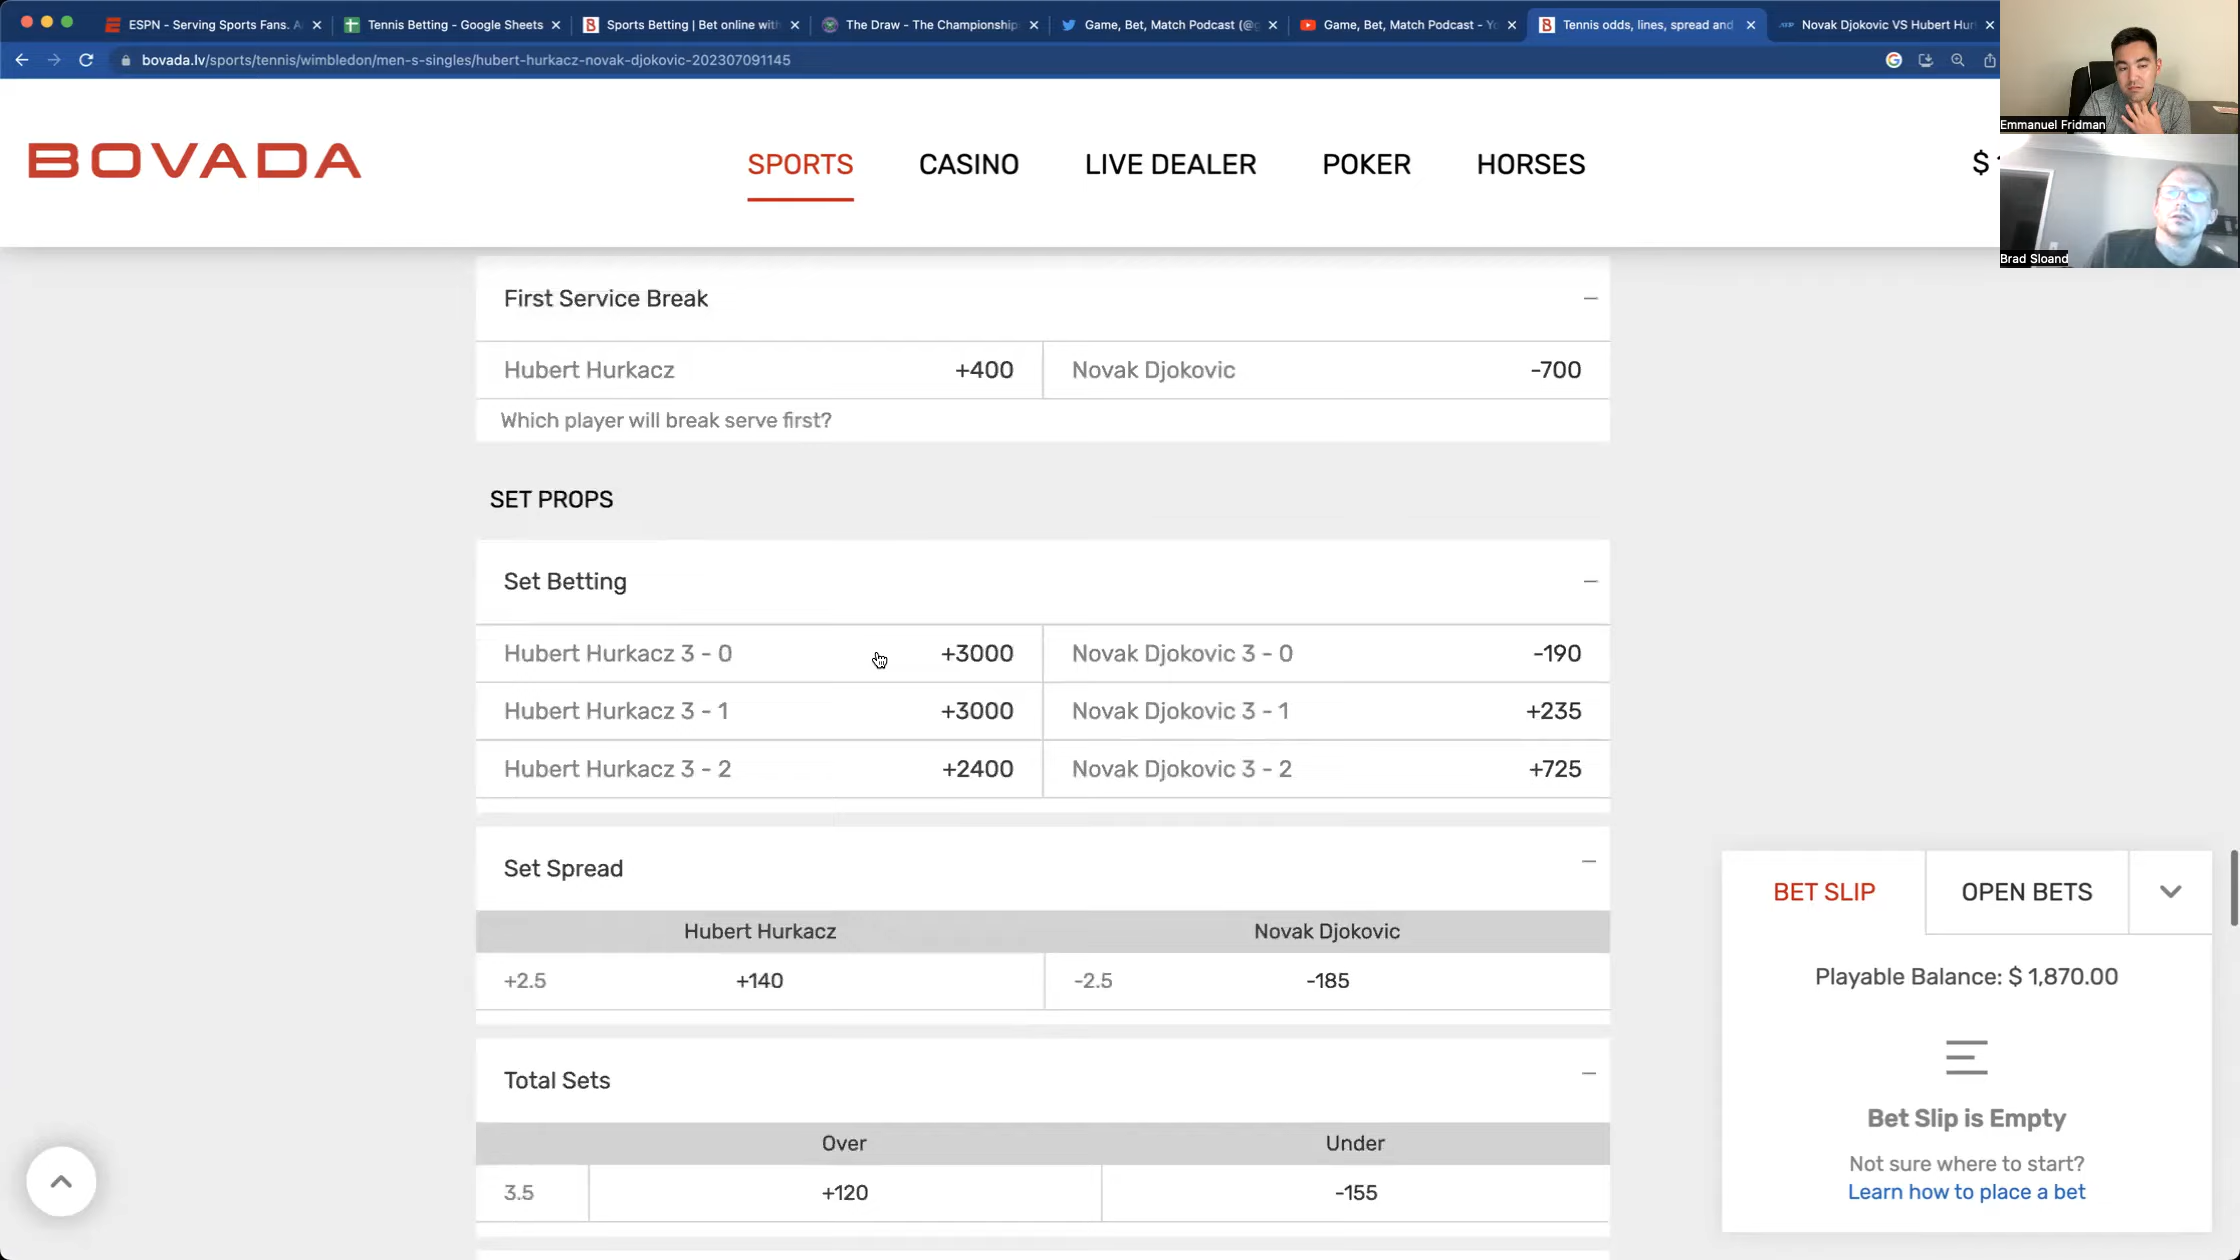 ESPN - Serving Sports Fans. A
Tennis Betting - Google Sheets
Sports Betting | Bet online with
The Draw - The Championship
Game, Bet, Match Podcast (@g
Game, Bet, Match Podcast - Yo
Tennis odds, lines, spread and
Novak Djokovic VS Hubert Hur
bovada.lv/sports/tennis/wimbledon/men-s-singles/hubert-hurkacz-novak-djokovic-202307091145
Emmanuel Fridman
Brad Sloand
BOVADA
SPORTS CASINO LIVE DEALER POKER HORSES $
First Service Break
Hubert Hurkacz +400 Novak Djokovic -700
Which player will break serve first?
SET PROPS
Set Betting
Hubert Hurkacz 3 - 0 +3000 Novak Djokovic 3 - 0 -190
Hubert Hurkacz 3 - 1 +3000 Novak Djokovic 3 - 1 +235
Hubert Hurkacz 3 - 2 +2400 Novak Djokovic 3 - 2 +725
Set Spread
Hubert Hurkacz Novak Djokovic
+2.5 +140 -2.5 -185
Total Sets
Over Under
3.5 +120 -155
BET SLIP OPEN BETS
Playable Balance: $ 1,870.00
Bet Slip is Empty
Not sure where to start?
Learn how to place a bet